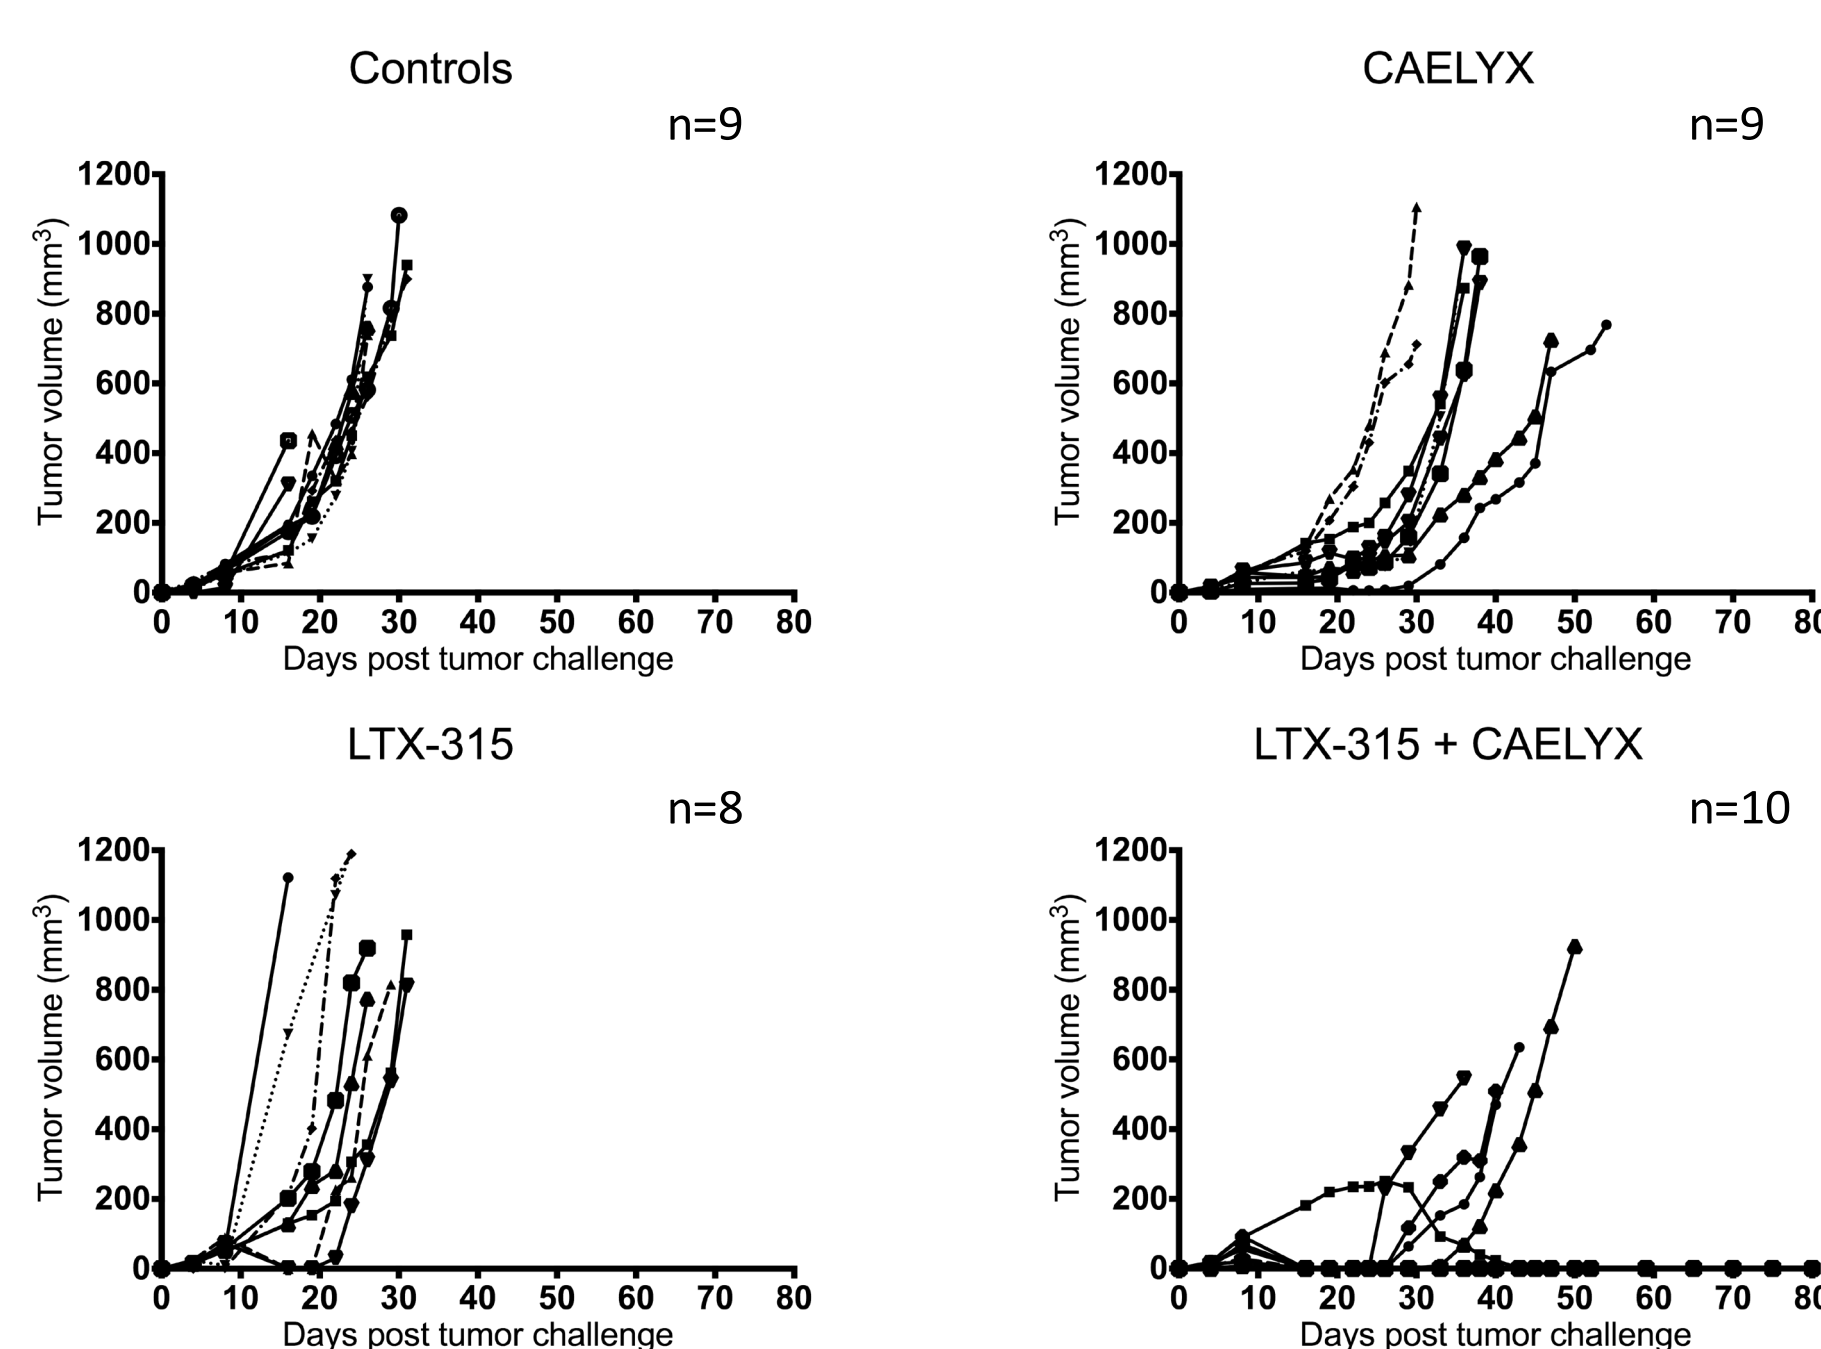 Controls
n=9
1200
1000
800
600
400
200
0
0 10 20 30 40 50 60 70 80
Tumor volume (mm³)
Days post tumor challenge
CAELYX
n=9
1200
1000
800
600
400
200
0
0 10 20 30 40 50 60 70 80
Tumor volume (mm³)
Days post tumor challenge
LTX-315
n=8
1200
1000
800
600
400
200
0
0 10 20 30 40 50 60 70 80
Tumor volume (mm³)
Days post tumor challenge
LTX-315 + CAELYX
n=10
1200
1000
800
600
400
200
0
0 10 20 30 40 50 60 70 80
Tumor volume (mm³)
Days post tumor challenge